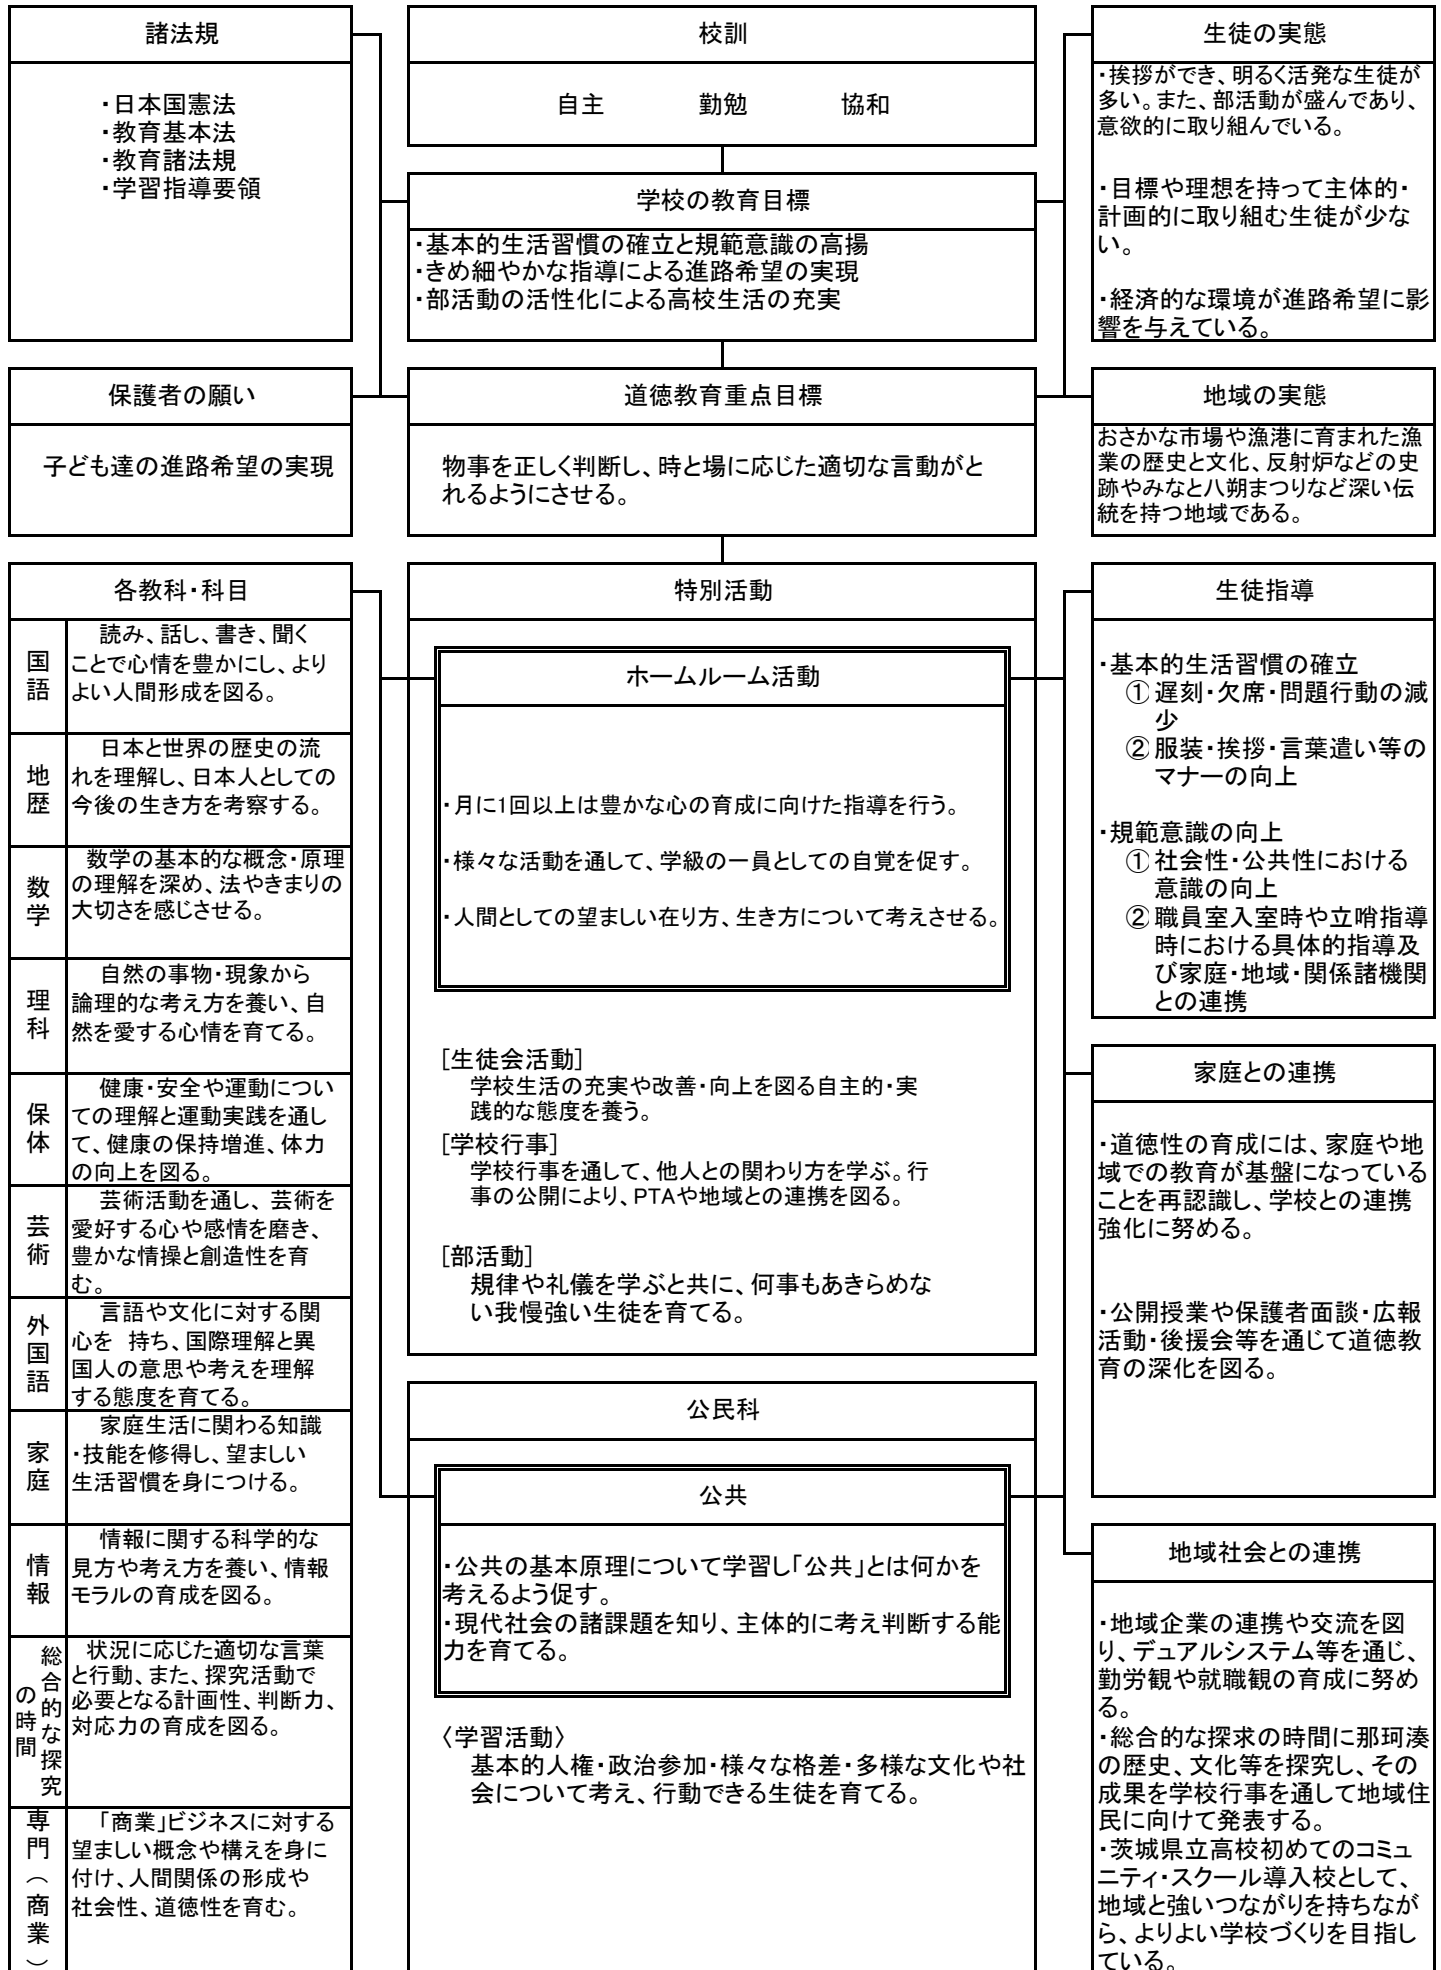 諸法規
・日本国憲法
・教育基本法
・教育諸法規
・学習指導要領
校訓
自主　　勤勉　　協和
生徒の実態
・挨拶ができ、明るく活発な生徒が
多い。また、部活動が盛んであり、
意欲的に取り組んでいる。
・目標や理想を持って主体的・
計画的に取り組む生徒が少な
い。
・経済的な環境が進路希望に影
響を与えている。
学校の教育目標
・基本的生活習慣の確立と規範意識の高揚
・きめ細やかな指導による進路希望の実現
・部活動の活性化による高校生活の充実
保護者の願い
子ども達の進路希望の実現
道徳教育重点目標
物事を正しく判断し、時と場に応じた適切な言動がと
れるようにさせる。
地域の実態
おさかな市場や漁港に育まれた漁
業の歴史と文化、反射炉などの史
跡やみなと八朔まつりなど深い伝
統を持つ地域である。
各教科・科目
国語
読み、話し、書き、聞く
ことで心情を豊かにし、より
よい人間形成を図る。
地歴
日本と世界の歴史の流
れを理解し、日本人としての
今後の生き方を考察する。
数学
数学の基本的な概念・原理
の理解を深め、法やきまりの
大切さを感じさせる。
理科
自然の事物・現象から
論理的な考え方を養い、自
然を愛する心情を育てる。
保体
健康・安全や運動につい
ての理解と運動実践を通し
て、健康の保持増進、体力
の向上を図る。
芸術
芸術活動を通し、芸術を
愛好する心や感情を磨き、
豊かな情操と創造性を育
む。
外国語
言語や文化に対する関
心を　持ち、国際理解と異
国人の意思や考えを理解
する態度を育てる。
家庭
家庭生活に関わる知識
・技能を修得し、望ましい
生活習慣を身につける。
情報
情報に関する科学的な
見方や考え方を養い、情報
モラルの育成を図る。
総合的な探究
の時間
状況に応じた適切な言葉
と行動、また、探究活動で
必要となる計画性、判断力、
対応力の育成を図る。
専門（商業）
「商業」ビジネスに対する
望ましい概念や構えを身に
付け、人間関係の形成や
社会性、道徳性を育む。
特別活動
ホームルーム活動
・月に1回以上は豊かな心の育成に向けた指導を行う。
・様々な活動を通して、学級の一員としての自覚を促す。
・人間としての望ましい在り方、生き方について考えさせる。
[生徒会活動]
学校生活の充実や改善・向上を図る自主的・実
践的な態度を養う。
[学校行事]
学校行事を通して、他人との関わり方を学ぶ。行
事の公開により、PTAや地域との連携を図る。
[部活動]
規律や礼儀を学ぶと共に、何事もあきらめな
い我慢強い生徒を育てる。
公民科
公共
・公共の基本原理について学習し「公共」とは何かを
考えるよう促す。
・現代社会の諸課題を知り、主体的に考え判断する能
力を育てる。
〈学習活動〉
基本的人権・政治参加・様々な格差・多様な文化や社
会について考え、行動できる生徒を育てる。
生徒指導
・基本的生活習慣の確立
①遅刻・欠席・問題行動の減
少
②服装・挨拶・言葉遣い等の
マナーの向上
・規範意識の向上
①社会性・公共性における
意識の向上
②職員室入室時や立哨指導
時における具体的指導及
び家庭・地域・関係諸機関
との連携
家庭との連携
・道徳性の育成には、家庭や地
域での教育が基盤になっている
ことを再認識し、学校との連携
強化に努める。
・公開授業や保護者面談・広報
活動・後援会等を通じて道徳教
育の深化を図る。
地域社会との連携
・地域企業の連携や交流を図
り、デュアルシステム等を通じ、
勤労観や就職観の育成に努め
る。
・総合的な探求の時間に那珂湊
の歴史、文化等を探究し、その
成果を学校行事を通して地域住
民に向けて発表する。
・茨城県立高校初めてのコミュ
ニティ・スクール導入校として、
地域と強いつながりを持ちなが
ら、よりよい学校づくりを目指し
ている。